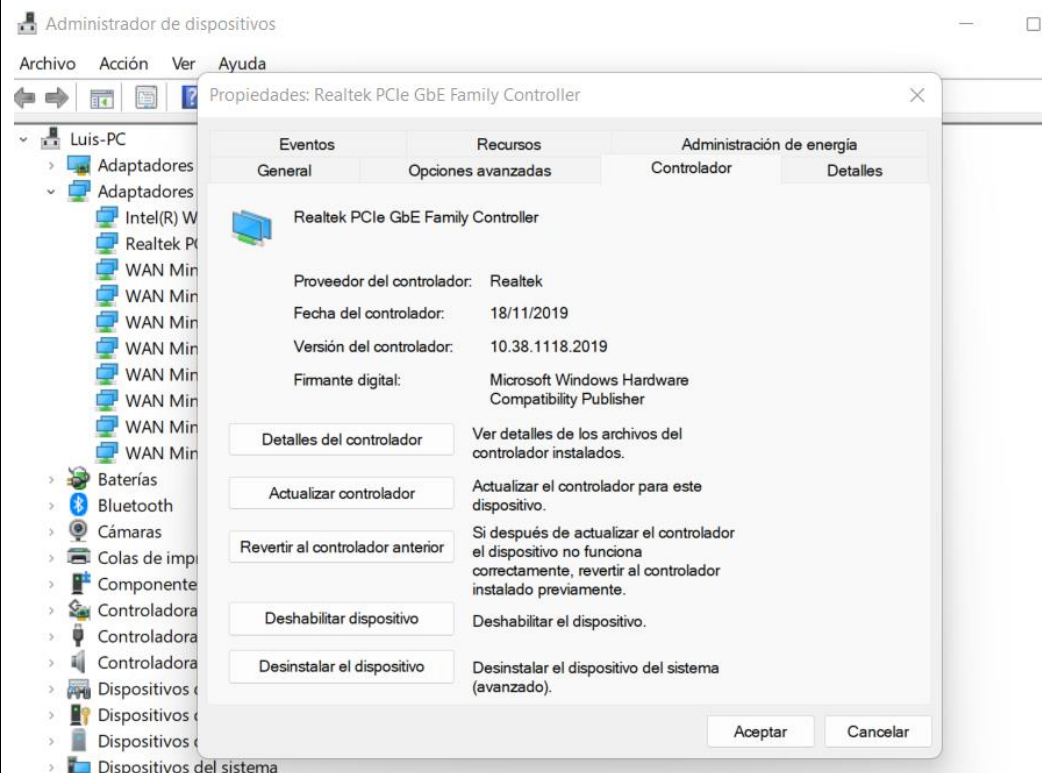 Administrador de dispositivos
Archivo Acción Ver Ayuda
Propiedades: Realtek PCIe GbE Family Controller
Luis-PC
Adaptadores
Adaptadores
Intel(R) W
Realtek P
WAN Min
WAN Min
WAN Min
WAN Min
WAN Min
WAN Min
WAN Min
WAN Min
Baterías
Bluetooth
Cámaras
Colas de imp
Componente
Controladora
Controladora
Controladora
Dispositivos
Dispositivos
Dispositivos
Dispositivos del sistema
Eventos Recursos Administración de energía
General Opciones avanzadas Controlador Detalles
Realtek PCIe GbE Family Controller
Proveedor del controlador: Realtek
Fecha del controlador: 18/11/2019
Versión del controlador: 10.38.1118.2019
Firmante digital: Microsoft Windows Hardware
Compatibility Publisher
Detalles del controlador
Ver detalles de los archivos del
controlador instalados.
Actualizar controlador
Actualizar el controlador para este
dispositivo.
Revertir al controlador anterior
Si después de actualizar el controlador
el dispositivo no funciona
correctamente, revertir al controlador
instalado previamente.
Deshabilitar dispositivo
Deshabilitar el dispositivo.
Desinstalar el dispositivo
Desinstalar el dispositivo del sistema
(avanzado).
Aceptar Cancelar